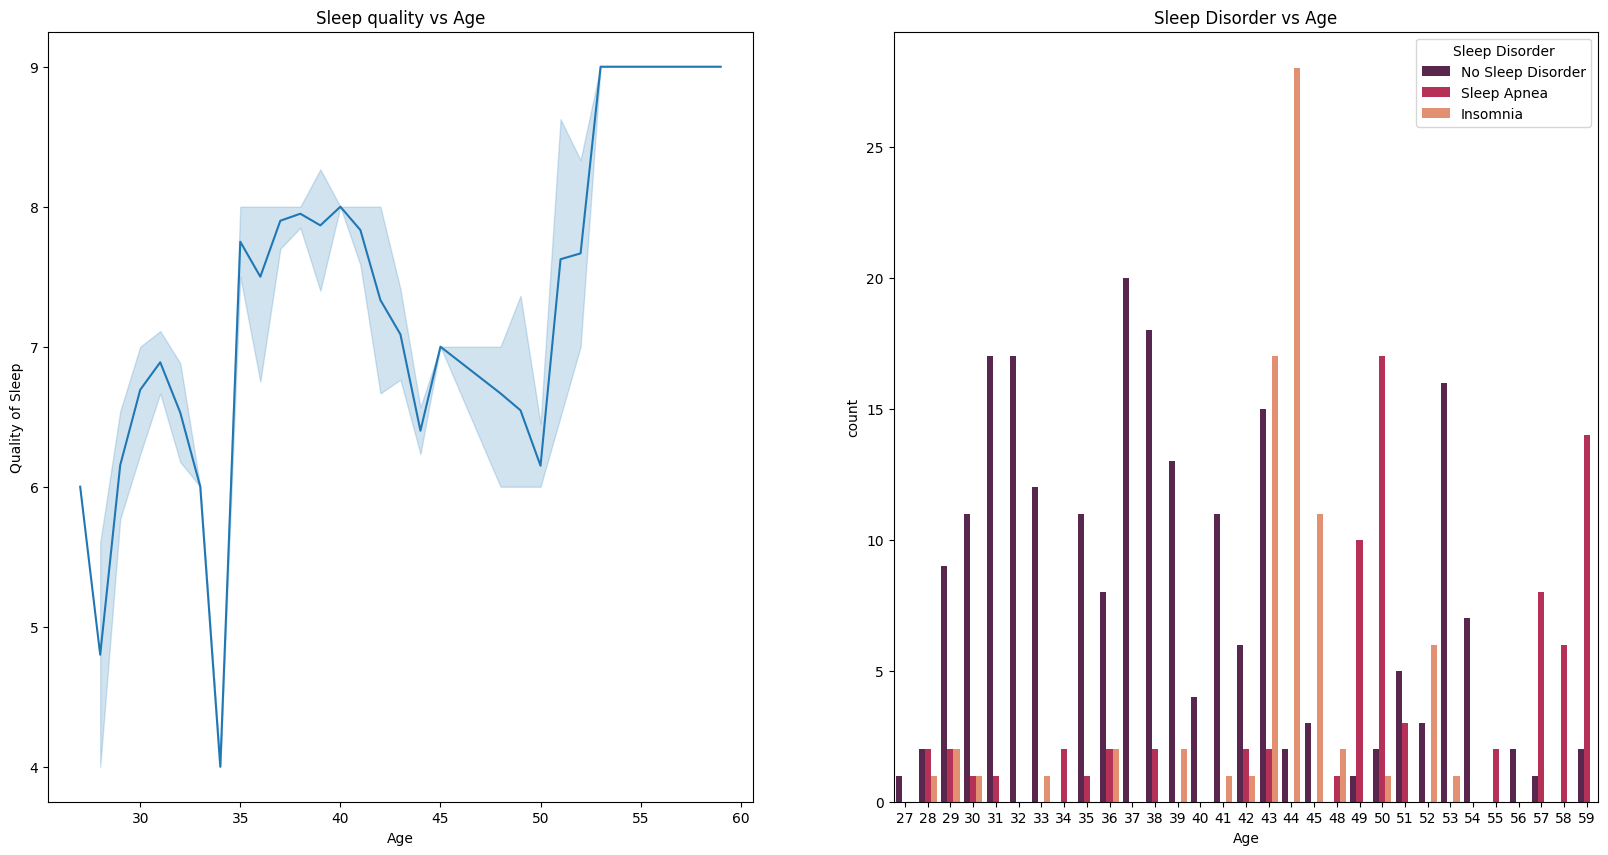 Sleep quality vs Age
9
8
7
6
5
4
Quality of Sleep
30 35 40 45 50 55 60
Age
Sleep Disorder vs Age
Sleep Disorder
No Sleep Disorder
Sleep Apnea
Insomnia
25
20
15
10
5
0
count
27 28 29 30 31 32 33 34 35 36 37 38 39 40 41 42 43 44 45 48 49 50 51 52 53 54 55 56 57 58 59
Age